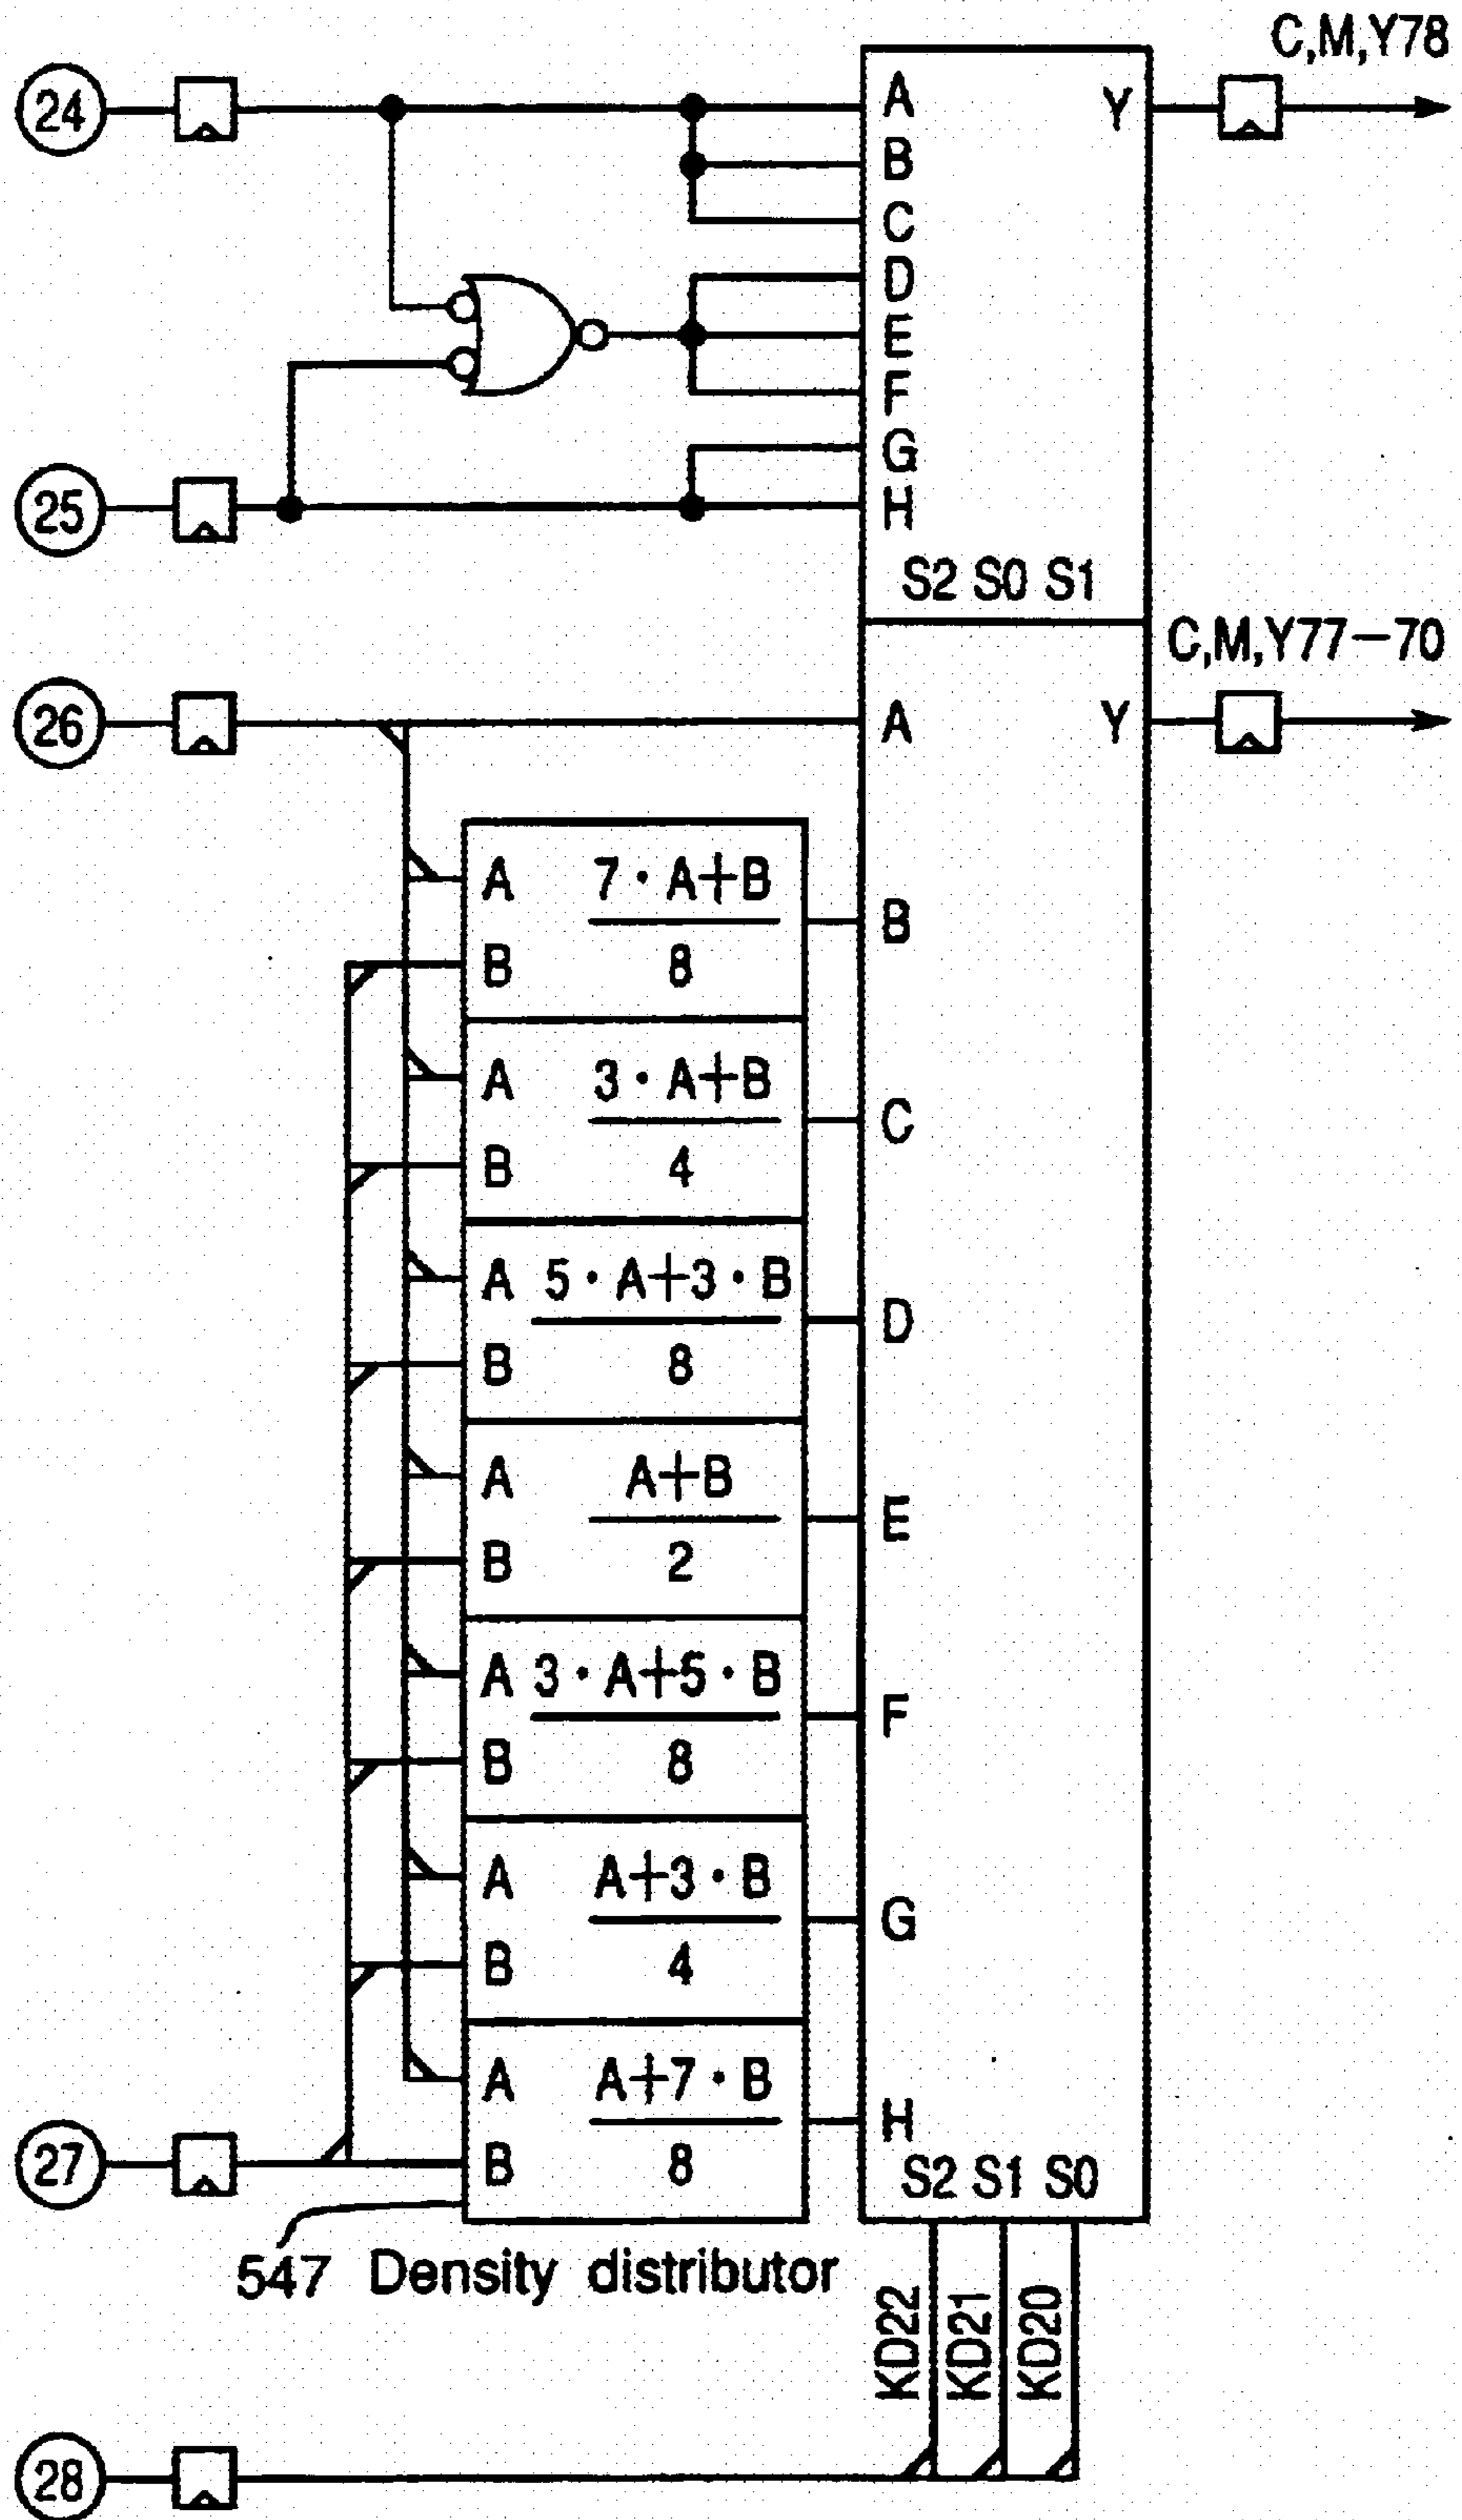 C,M,Y78
24
A
Y
B
C
D
E
F
25
G
H
S2 S0 S1
C,M,Y77-70
26
A
Y
A 7・A+B
B 8
B
A 3・A+B
B 4
C
A 5・A+3・B
B 8
D
A A+B
B 2
E
A 3・A+5・B
B 8
F
A A+3・B
B 4
G
A A+7・B
B 8
H
27
S2 S1 S0
547 Density distributor
KD22
KD21
KD20
28